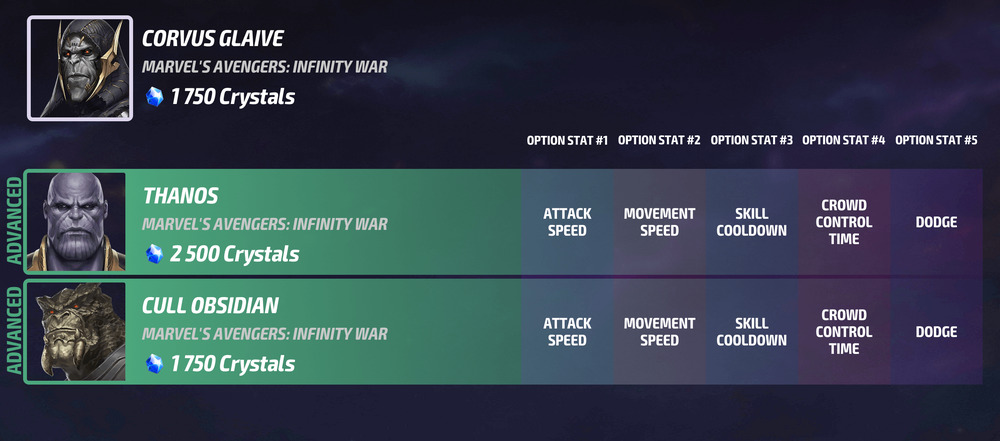 CORVUS GLAIVE
MARVEL'S AVENGERS: INFINITY WAR
1 750 Crystals
OPTION STAT #1 OPTION STAT #2 OPTION STAT #3 OPTION STAT #4 OPTION STAT #5
ADVANCED
THANOS
MARVEL'S AVENGERS: INFINITY WAR
2 500 Crystals
ATTACK
SPEED
MOVEMENT
SPEED
SKILL
COOLDOWN
CROWD
CONTROL
TIME
DODGE
ADVANCED
CULL OBSIDIAN
MARVEL'S AVENGERS: INFINITY WAR
1 750 Crystals
ATTACK
SPEED
MOVEMENT
SPEED
SKILL
COOLDOWN
CROWD
CONTROL
TIME
DODGE